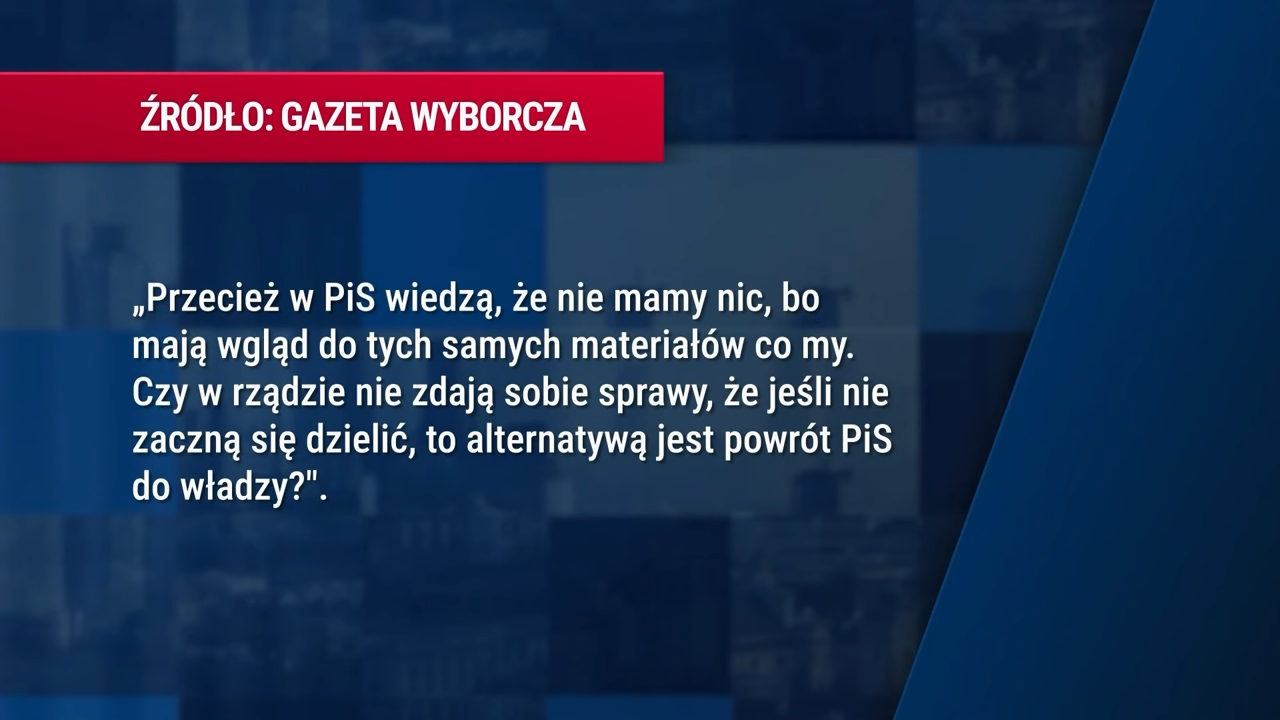 ŹRÓDŁO: GAZETA WYBORCZA
„Przecież w PiS wiedzą, że nie mamy nic, bo
mają wgląd do tych samych materiałów co my.
Czy w rządzie nie zdają sobie sprawy, że jeśli nie
zaczną się dzielić, to alternatywą jest powrót PiS
do władzy?".